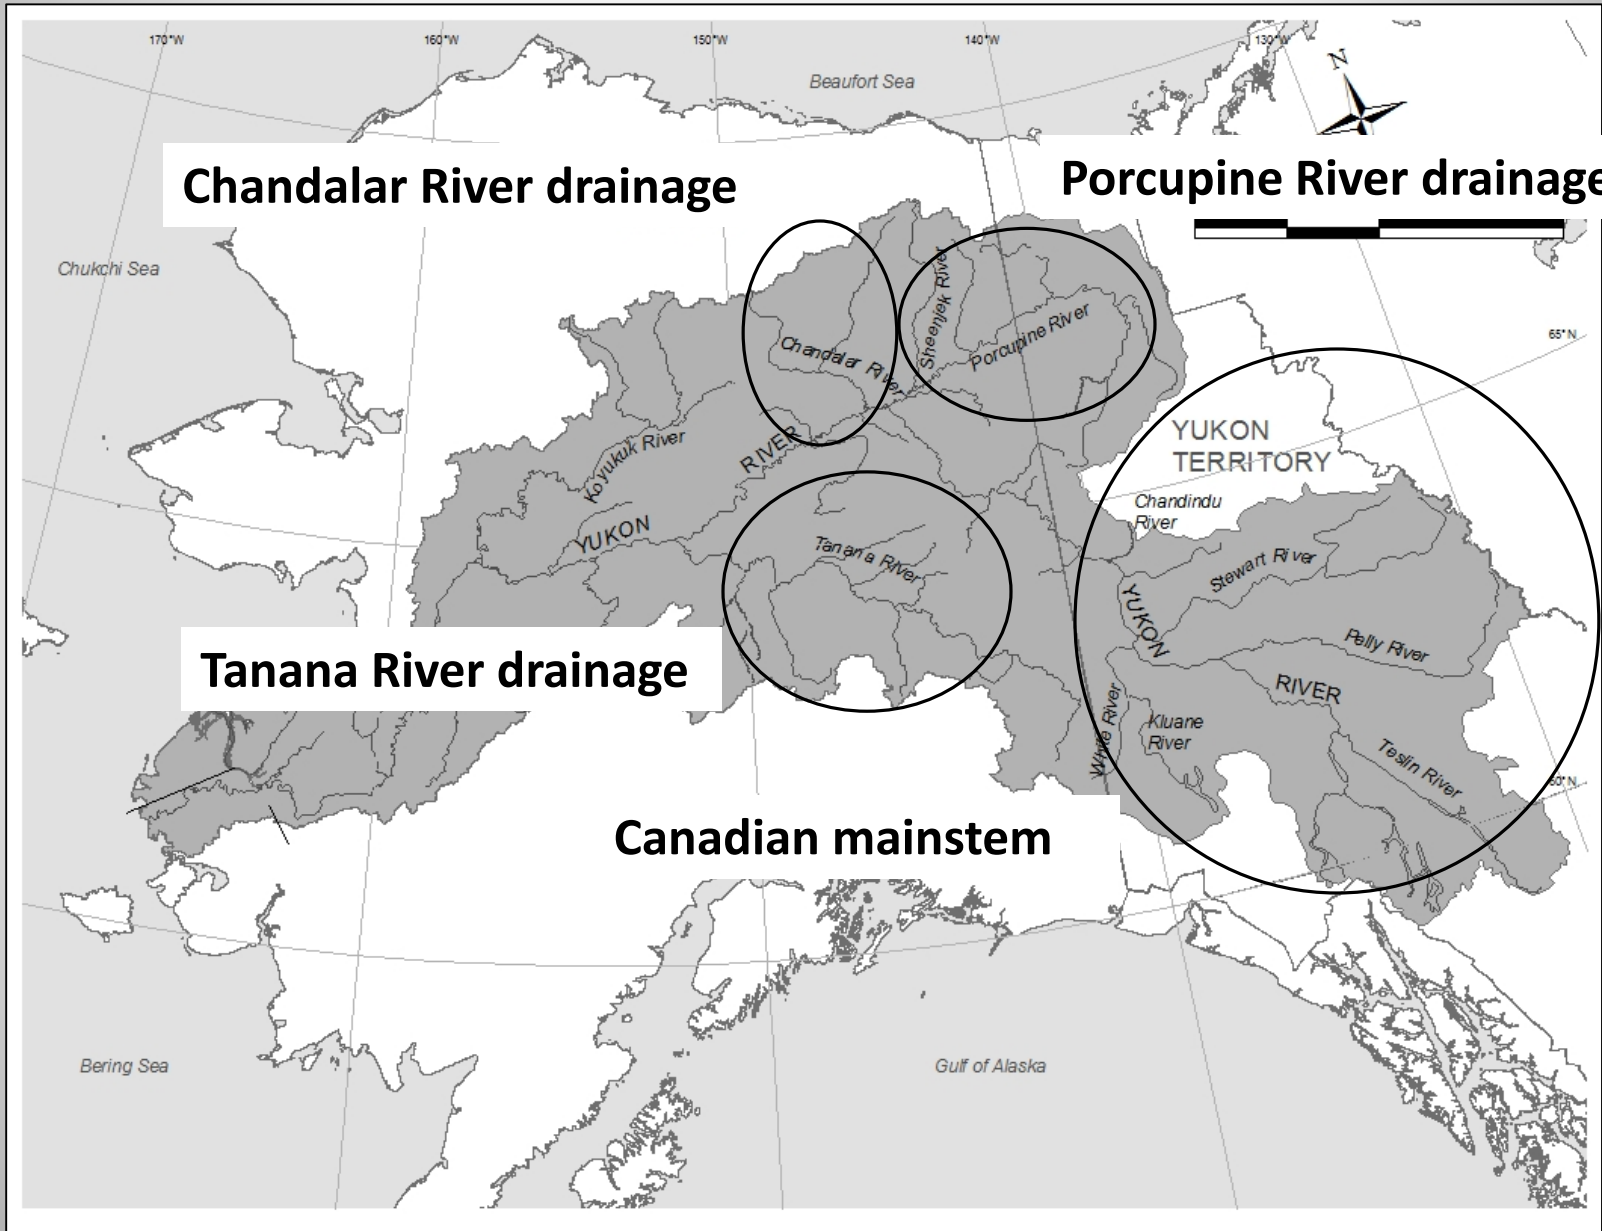 170°W
160°W
150°W
140°W
130°W
N
Beaufort Sea
Chandalar River drainage
Porcupine River drainage
Chukchi Sea
Sheenjek River
Porcupine River
Chandalar River
65°N
YUKON
TERRITORY
Koyukuk River
RIVER
YUKON
Chandindu
River
Tanana River
Stewart River
YUKON
Pelly River
RIVER
Tanana River drainage
White River
Kluane
River
Teslin River
60°N
Canadian mainstem
Bering Sea
Gulf of Alaska